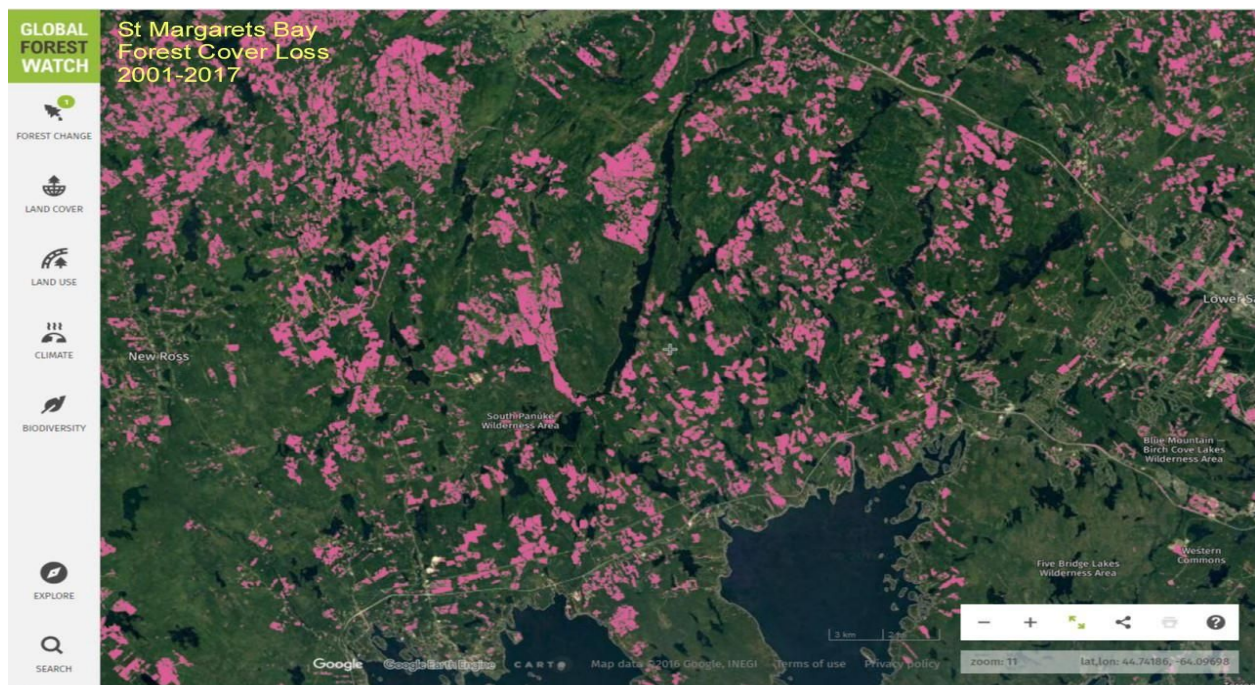 GLOBAL
FOREST
WATCH
St Margarets Bay
Forest Cover Loss
2001-2017
1
FOREST CHANGE
LAND COVER
LAND USE
CLIMATE
BIODIVERSITY
EXPLORE
SEARCH
New Ross
South Panuke
Wilderness Area
Lower S
Blue Mountain —
Birch Cove Lakes
Wilderness Area
Five Bridge Lakes
Wilderness Area
Western
Commons
Google
Google Earth Engine
CARTO
Map data ©2016 Google, INEGI
3 km
Terms of use
Privacy policy
zoom: 11
lat,lon: 44.74186, -64.09698